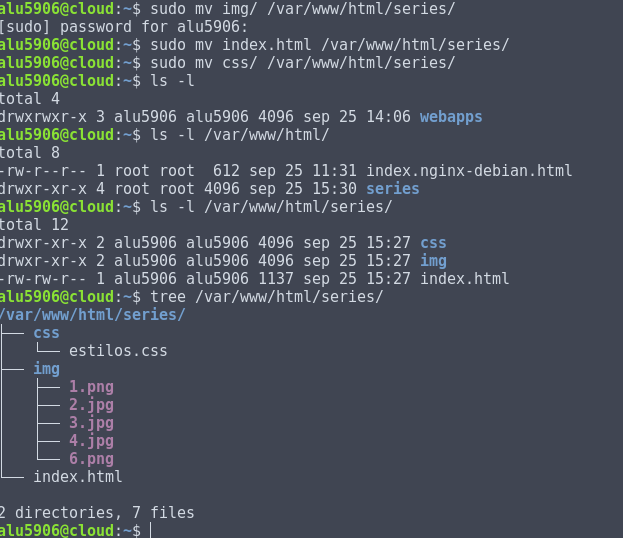 alu5906@cloud:~$ sudo mv img/ /var/www/html/series/
[sudo] password for alu5906:
alu5906@cloud:~$ sudo mv index.html /var/www/html/series/
alu5906@cloud:~$ sudo mv css/ /var/www/html/series/
alu5906@cloud:~$ ls -l
total 4
drwxrwxr-x 3 alu5906 alu5906 4096 sep 25 14:06 webapps
alu5906@cloud:~$ ls -l /var/www/html/
total 8
-rw-r--r-- 1 root root  612 sep 25 11:31 index.nginx-debian.html
drwxr-xr-x 4 root root 4096 sep 25 15:30 series
alu5906@cloud:~$ ls -l /var/www/html/series/
total 12
drwxr-xr-x 2 alu5906 alu5906 4096 sep 25 15:27 css
drwxr-xr-x 2 alu5906 alu5906 4096 sep 25 15:27 img
-rw-rw-r-- 1 alu5906 alu5906 1137 sep 25 15:27 index.html
alu5906@cloud:~$ tree /var/www/html/series/
/var/www/html/series/
├── css
│   └── estilos.css
├── img
│   ├── 1.png
│   ├── 2.jpg
│   ├── 3.jpg
│   ├── 4.jpg
│   └── 6.png
└── index.html
2 directories, 7 files
alu5906@cloud:~$